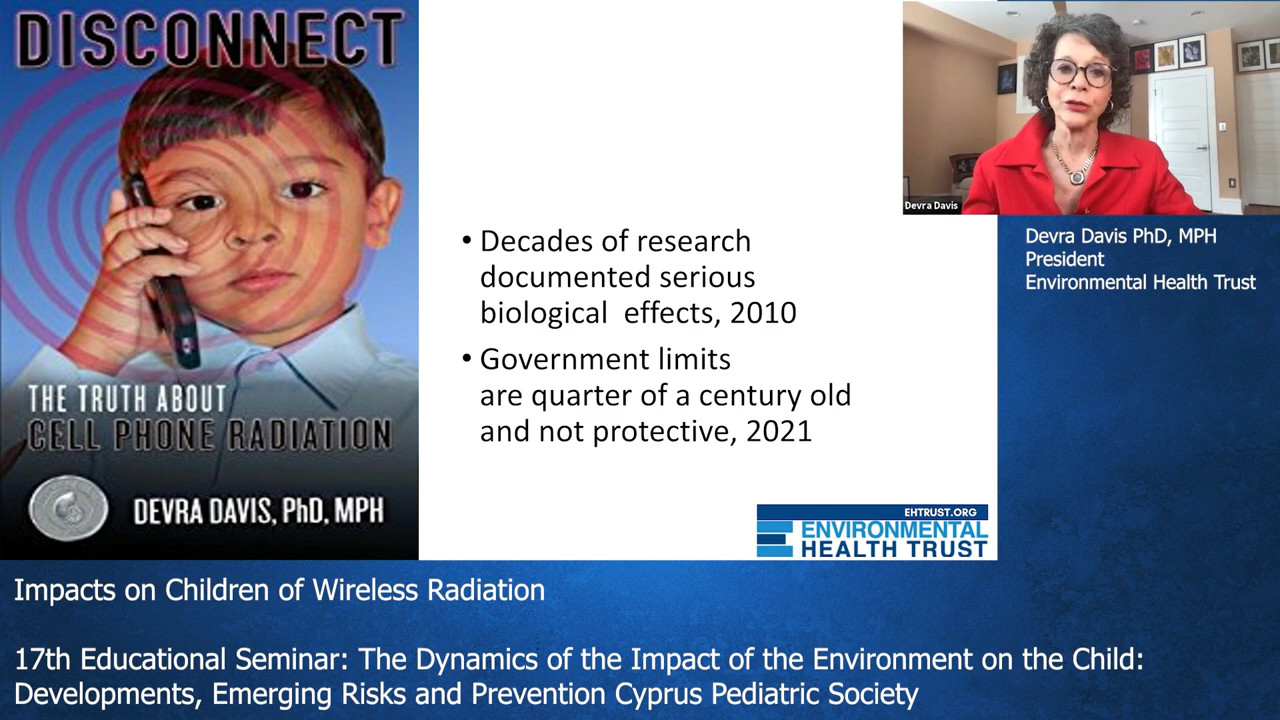 DISCONNECT
THE TRUTH ABOUT
CELL PHONE RADIATION
DEVRA DAVIS, PhD, MPH
• Decades of research
documented serious
biological effects, 2010
• Government limits
are quarter of a century old
and not protective, 2021
EHTRUST.ORG
ENVIRONMENTAL
HEALTH TRUST
Devra Davis
Devra Davis PhD, MPH
President
Environmental Health Trust
Impacts on Children of Wireless Radiation
17th Educational Seminar: The Dynamics of the Impact of the Environment on the Child:
Developments, Emerging Risks and Prevention Cyprus Pediatric Society